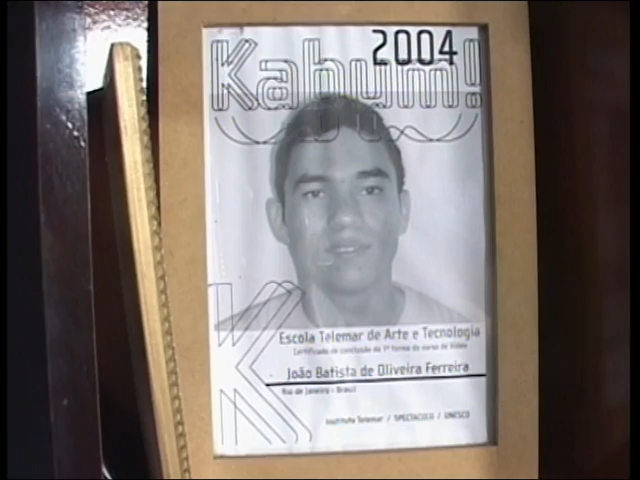 2004
Kabum!
Escola Telemar de Arte e Tecnologia
Certificado de conclusão da 1ª turma do curso de Vídeo
João Batista de Oliveira Ferreira
Rio de Janeiro - Brasil
Instituto Telemar / SPECTACULU / UNESCO